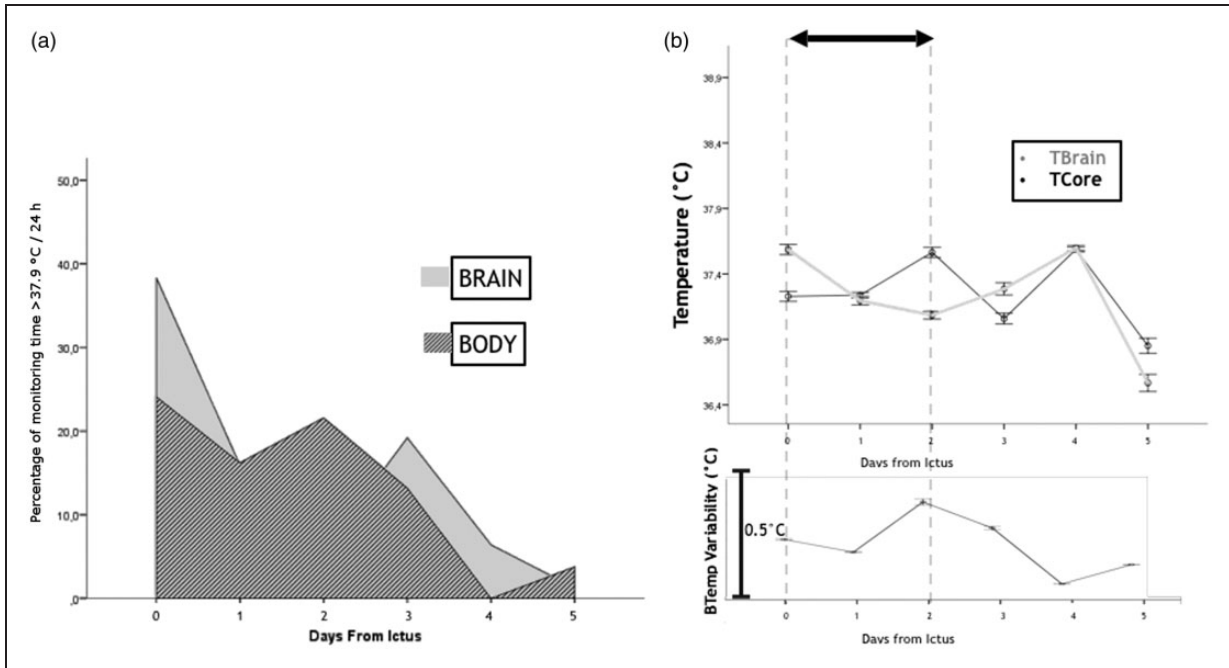 (a)
Percentage of monitoring time >37.9 °C / 24 h
50,0
40,0
30,0
20,0
10,0
,0
0 1 2 3 4 5
Days From Ictus
BRAIN
BODY
(b)
Temperature (°C)
38,9
38,4
37,9
37,4
36,9
36,4
TBrain
TCore
0 1 2 3 4 5
Days from Ictus
BTemp Variability (°C)
0.5°C
0 1 2 3 4 5
Days from Ictus